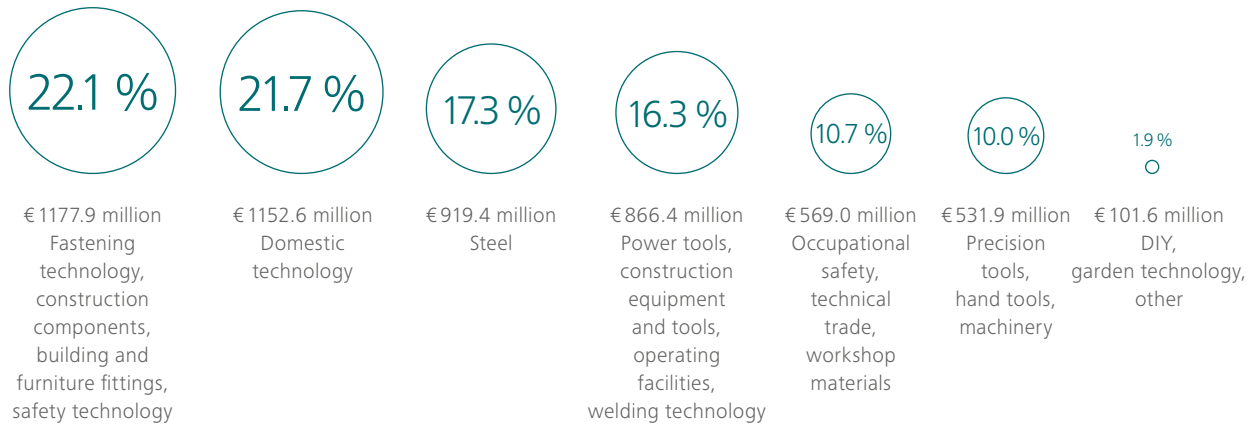 22.1 %
21.7 %
17.3 %
16.3 %
10.7 %
10.0 %
1.9 %
€ 1177.9 million
Fastening
technology,
construction
components,
building and
furniture fittings,
safety technology
€ 1152.6 million
Domestic
technology
€ 919.4 million
Steel
€ 866.4 million
Power tools,
construction
equipment
and tools,
operating
facilities,
welding technology
€ 569.0 million
Occupational
safety,
technical
trade,
workshop
materials
€ 531.9 million
Precision
tools,
hand tools,
machinery
€ 101.6 million
DIY,
garden technology,
other